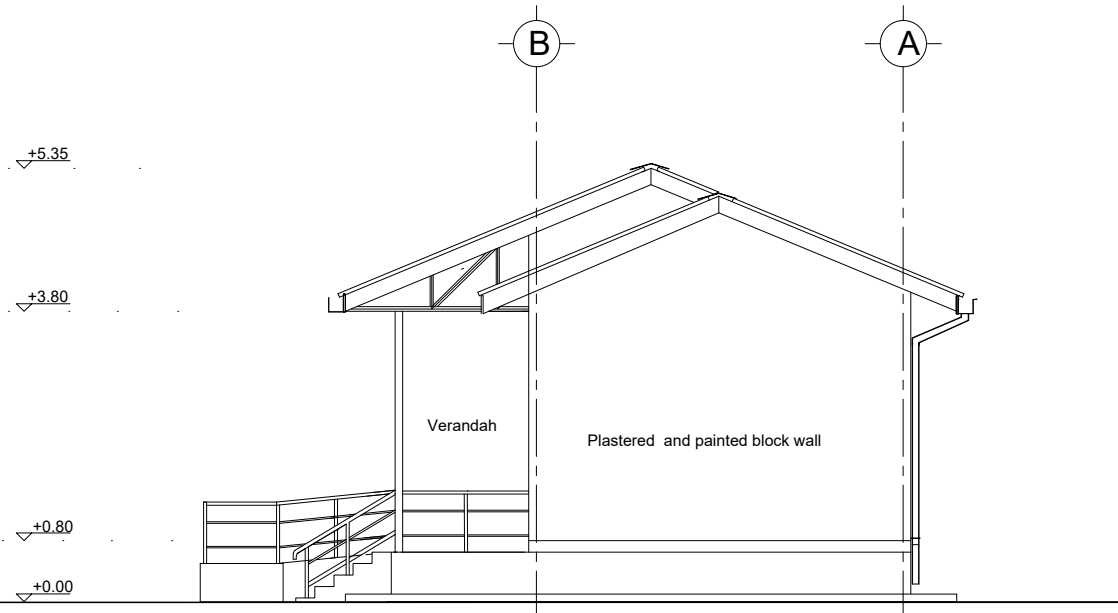 B
A
+5.35
+3.80
Verandah
Plastered and painted block wall
+0.80
+0.00